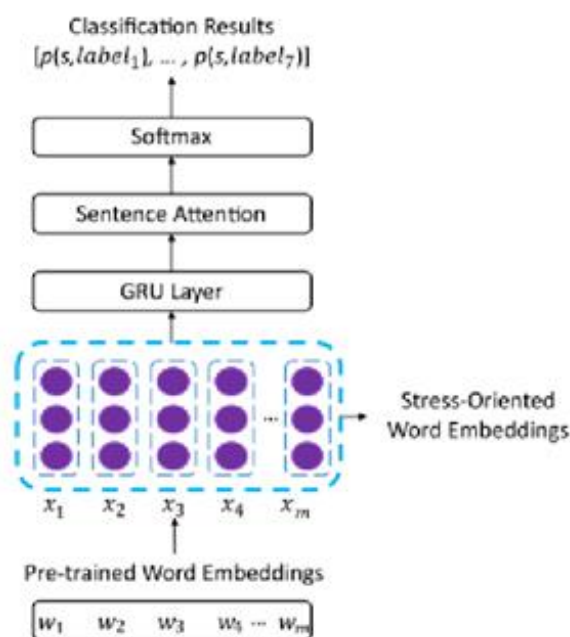 Classification Results
[p(s,label₁), ... , p(s,label₇)]
Softmax
Sentence Attention
GRU Layer
Stress-Oriented
Word Embeddings
...
x₁ x₂ x₃ x₄ xₘ
Pre-trained Word Embeddings
w₁ w₂ w₃ w₄ ... wₘ